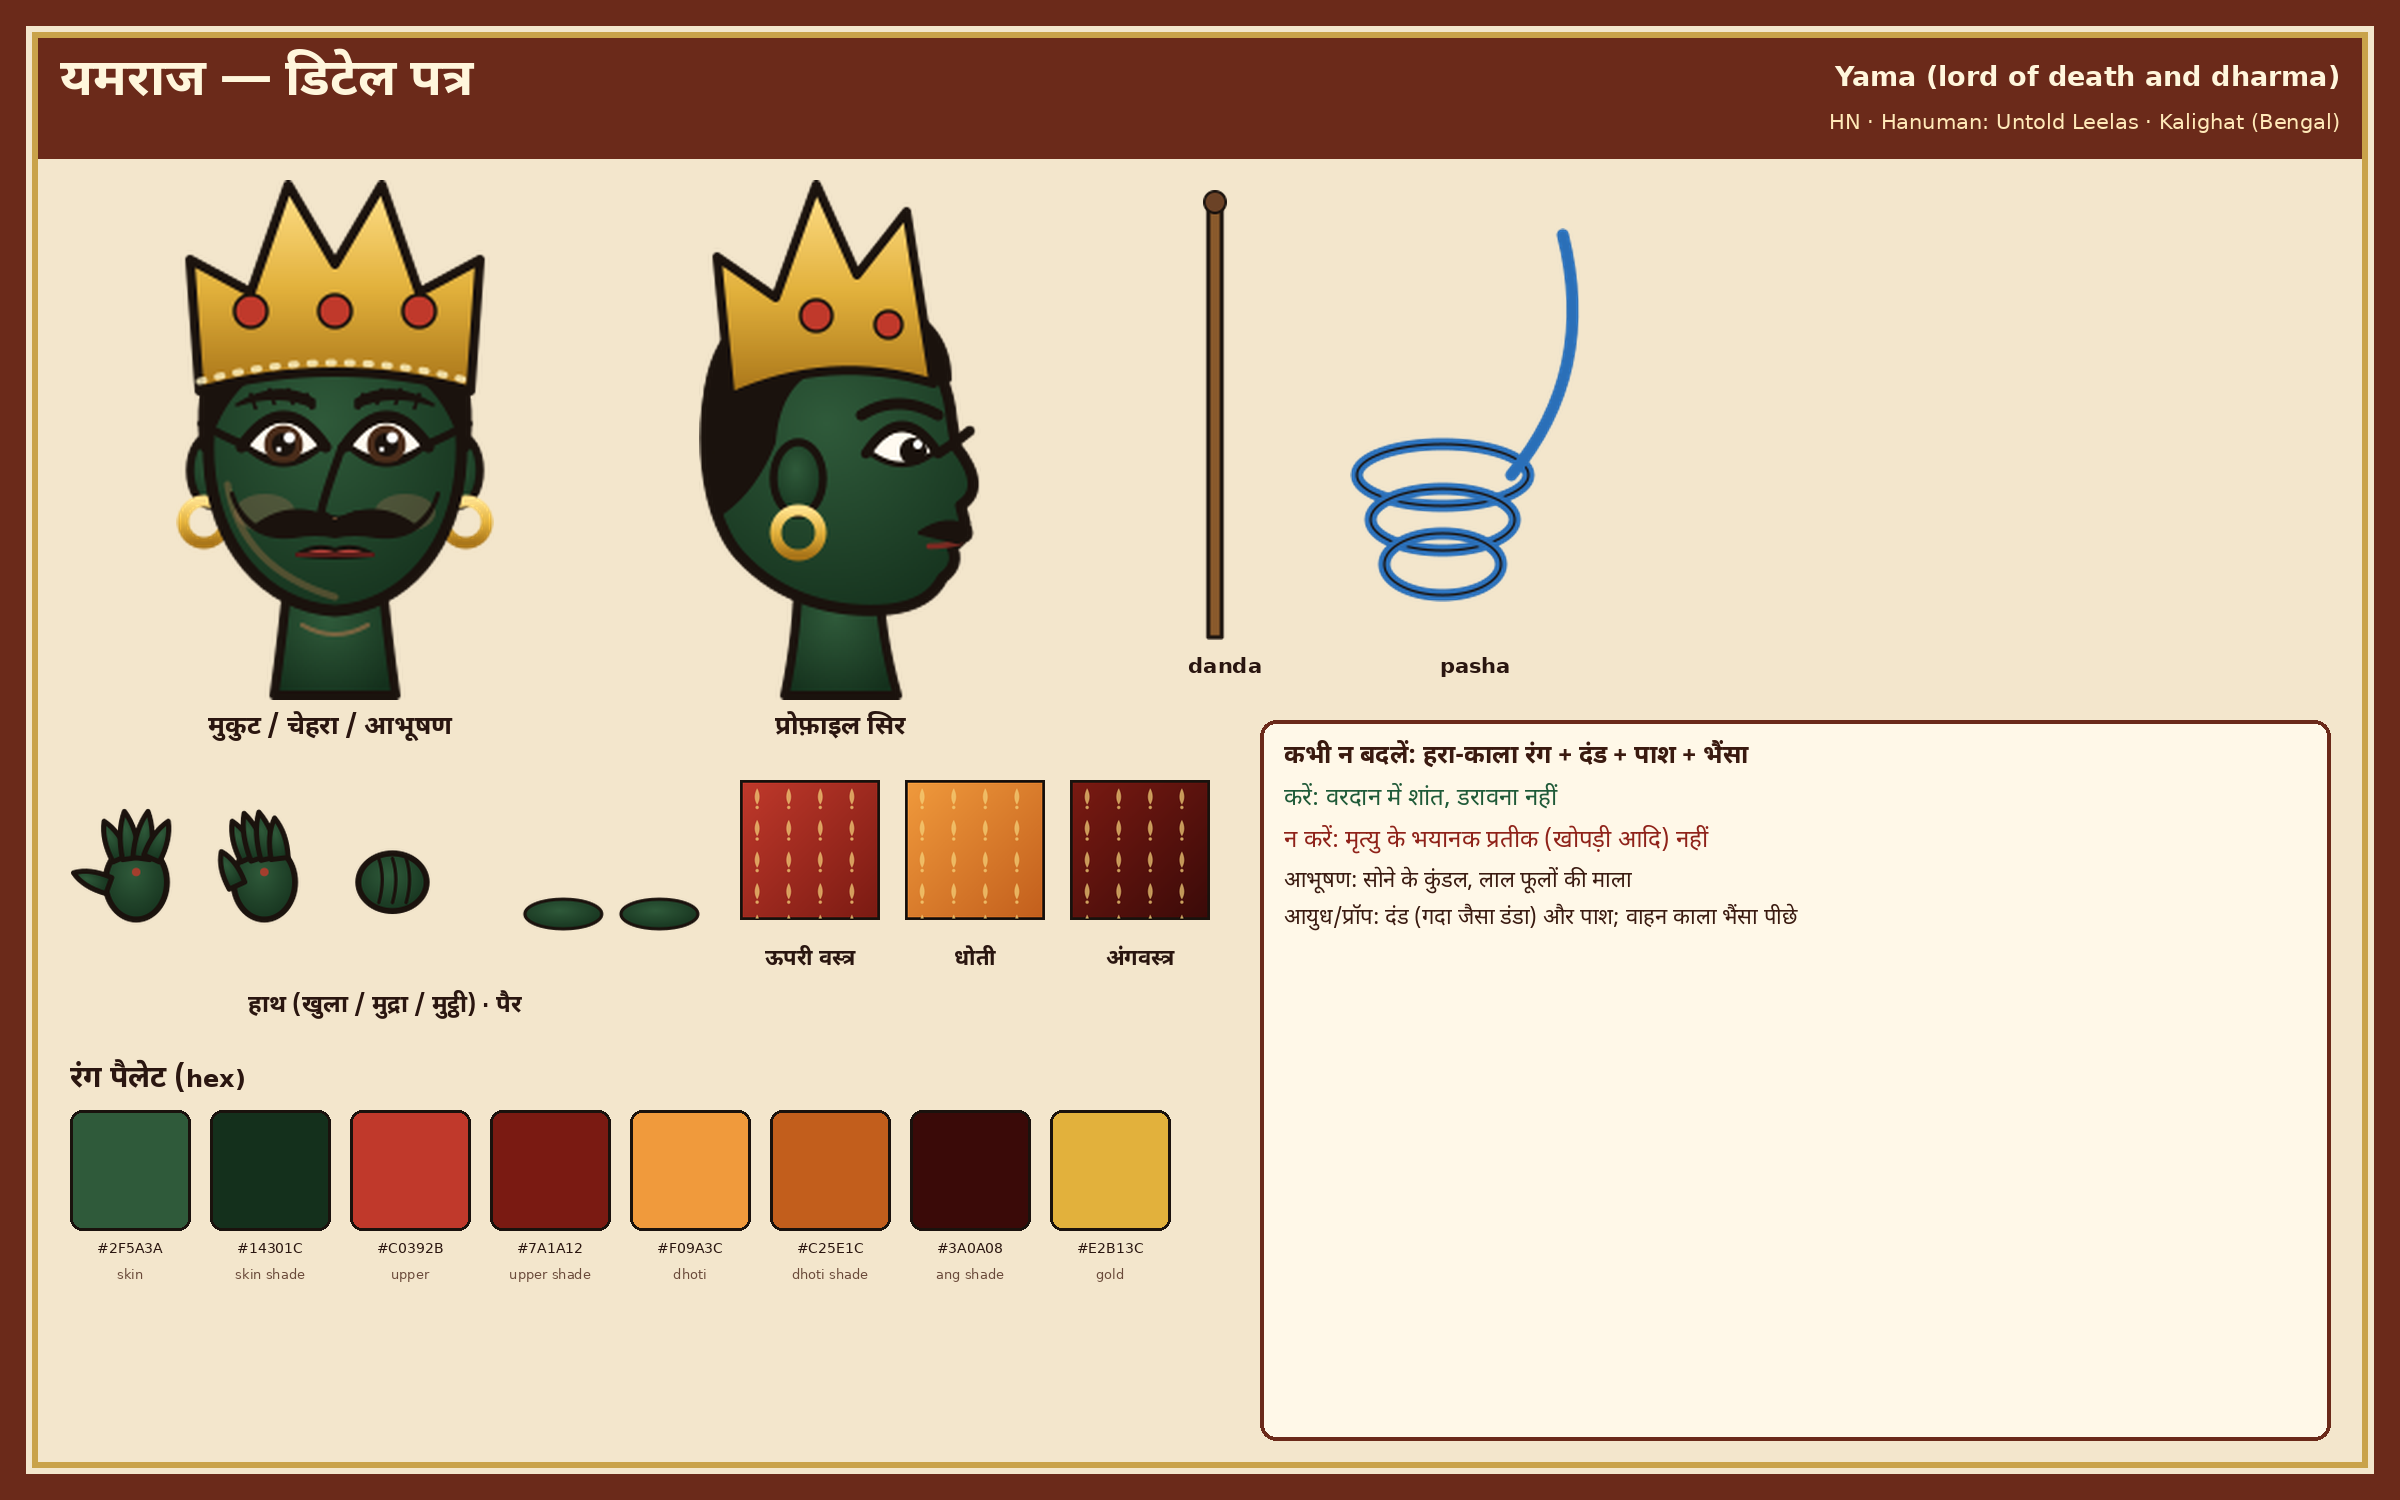 यमराज — डिटेल पत्र
Yama (lord of death and dharma)
HN · Hanuman: Untold Leelas · Kalighat (Bengal)
danda
pasha
मुकुट / चेहरा / आभूषण
प्रोफ़ाइल सिर
कभी न बदलें: हरा-काला रंग + दंड + पाश + भैंसा
करें: वरदान में शांत, डरावना नहीं
न करें: मृत्यु के भयानक प्रतीक (खोपड़ी आदि) नहीं
आभूषण: सोने के कुंडल, लाल फूलों की माला
आयुध/प्रॉप: दंड (गदा जैसा डंडा) और पाश; वाहन काला भैंसा पीछे
ऊपरी वस्त्र
धोती
अंगवस्त्र
हाथ (खुला / मुद्रा / मुट्ठी) · पैर
रंग पैलेट (hex)
#2F5A3A
#14301C
#C0392B
#7A1A12
#F09A3C
#C25E1C
#3A0A08
#E2B13C
skin
skin shade
upper
upper shade
dhoti
dhoti shade
ang shade
gold